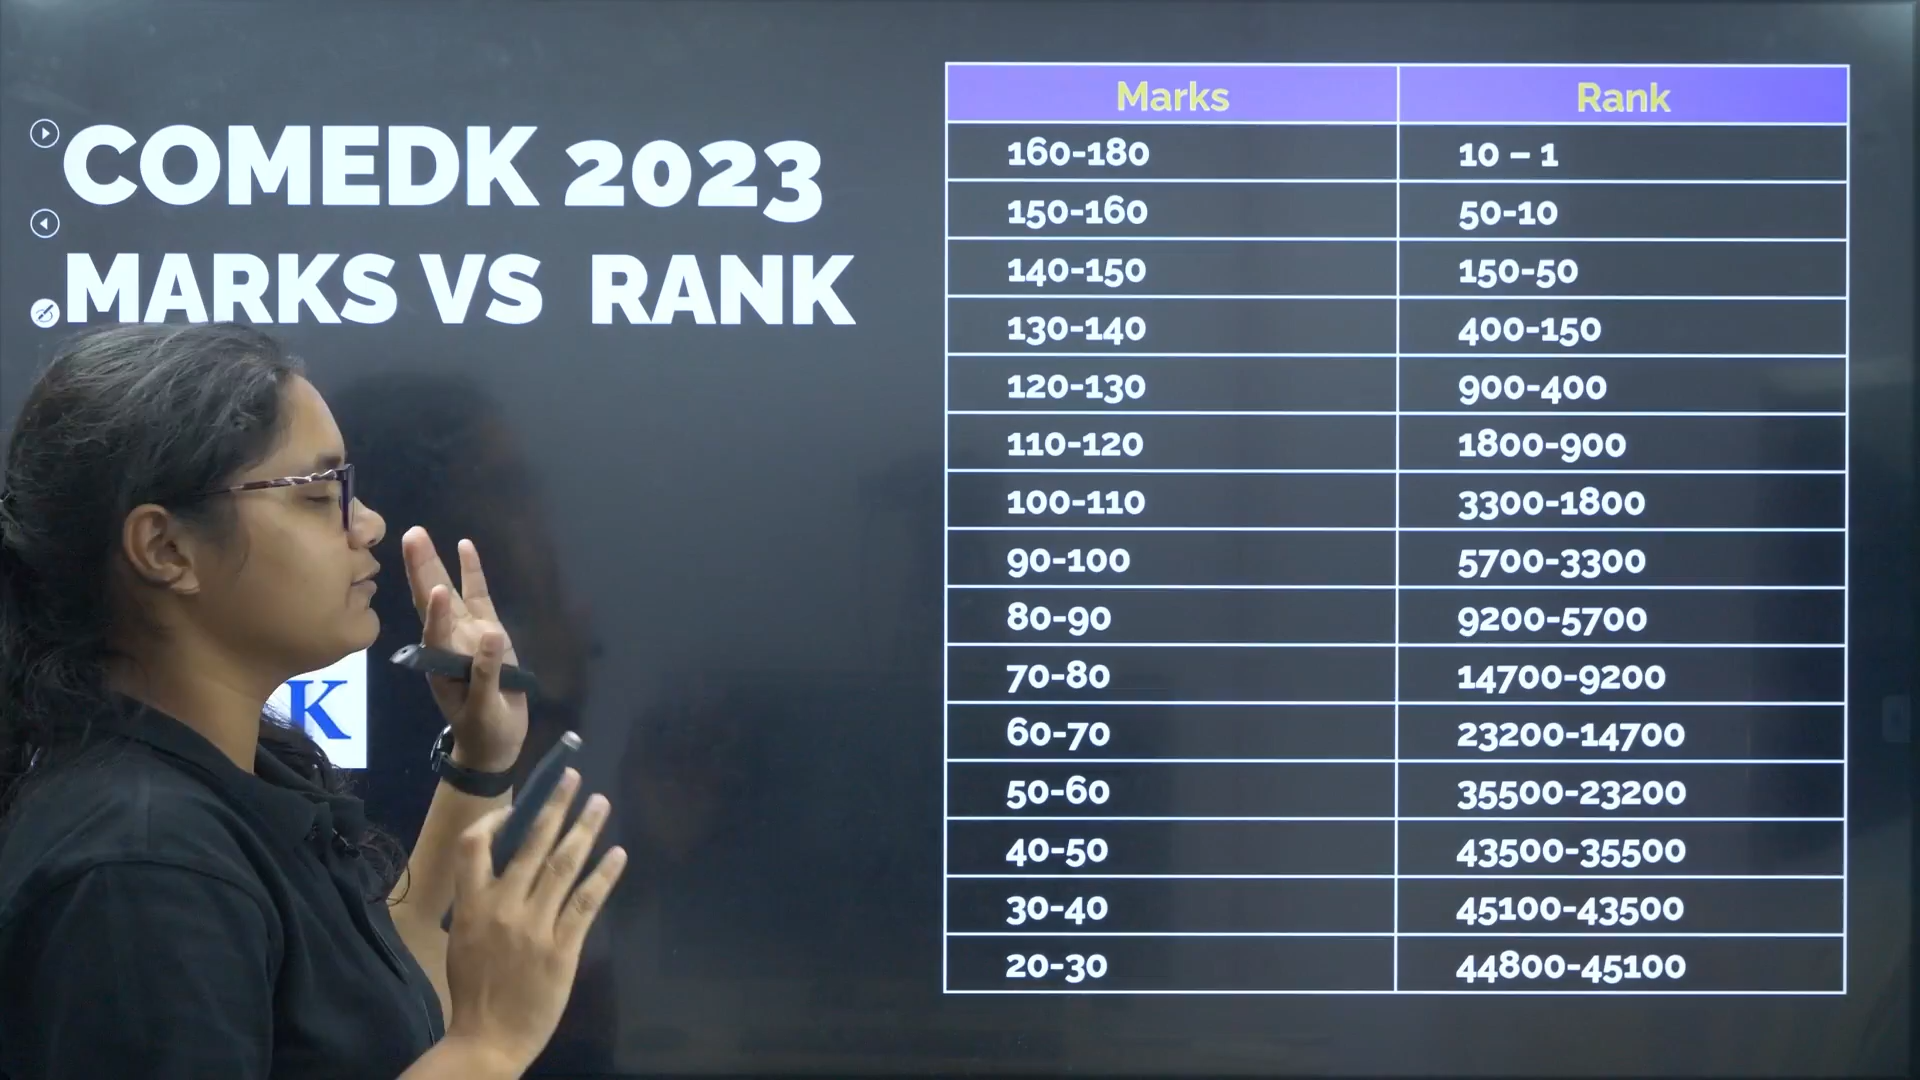 COMEDK 2023
MARKS VS RANK
K
Marks Rank
160-180 10 – 1
150-160 50-10
140-150 150-50
130-140 400-150
120-130 900-400
110-120 1800-900
100-110 3300-1800
90-100 5700-3300
80-90 9200-5700
70-80 14700-9200
60-70 23200-14700
50-60 35500-23200
40-50 43500-35500
30-40 45100-43500
20-30 44800-45100